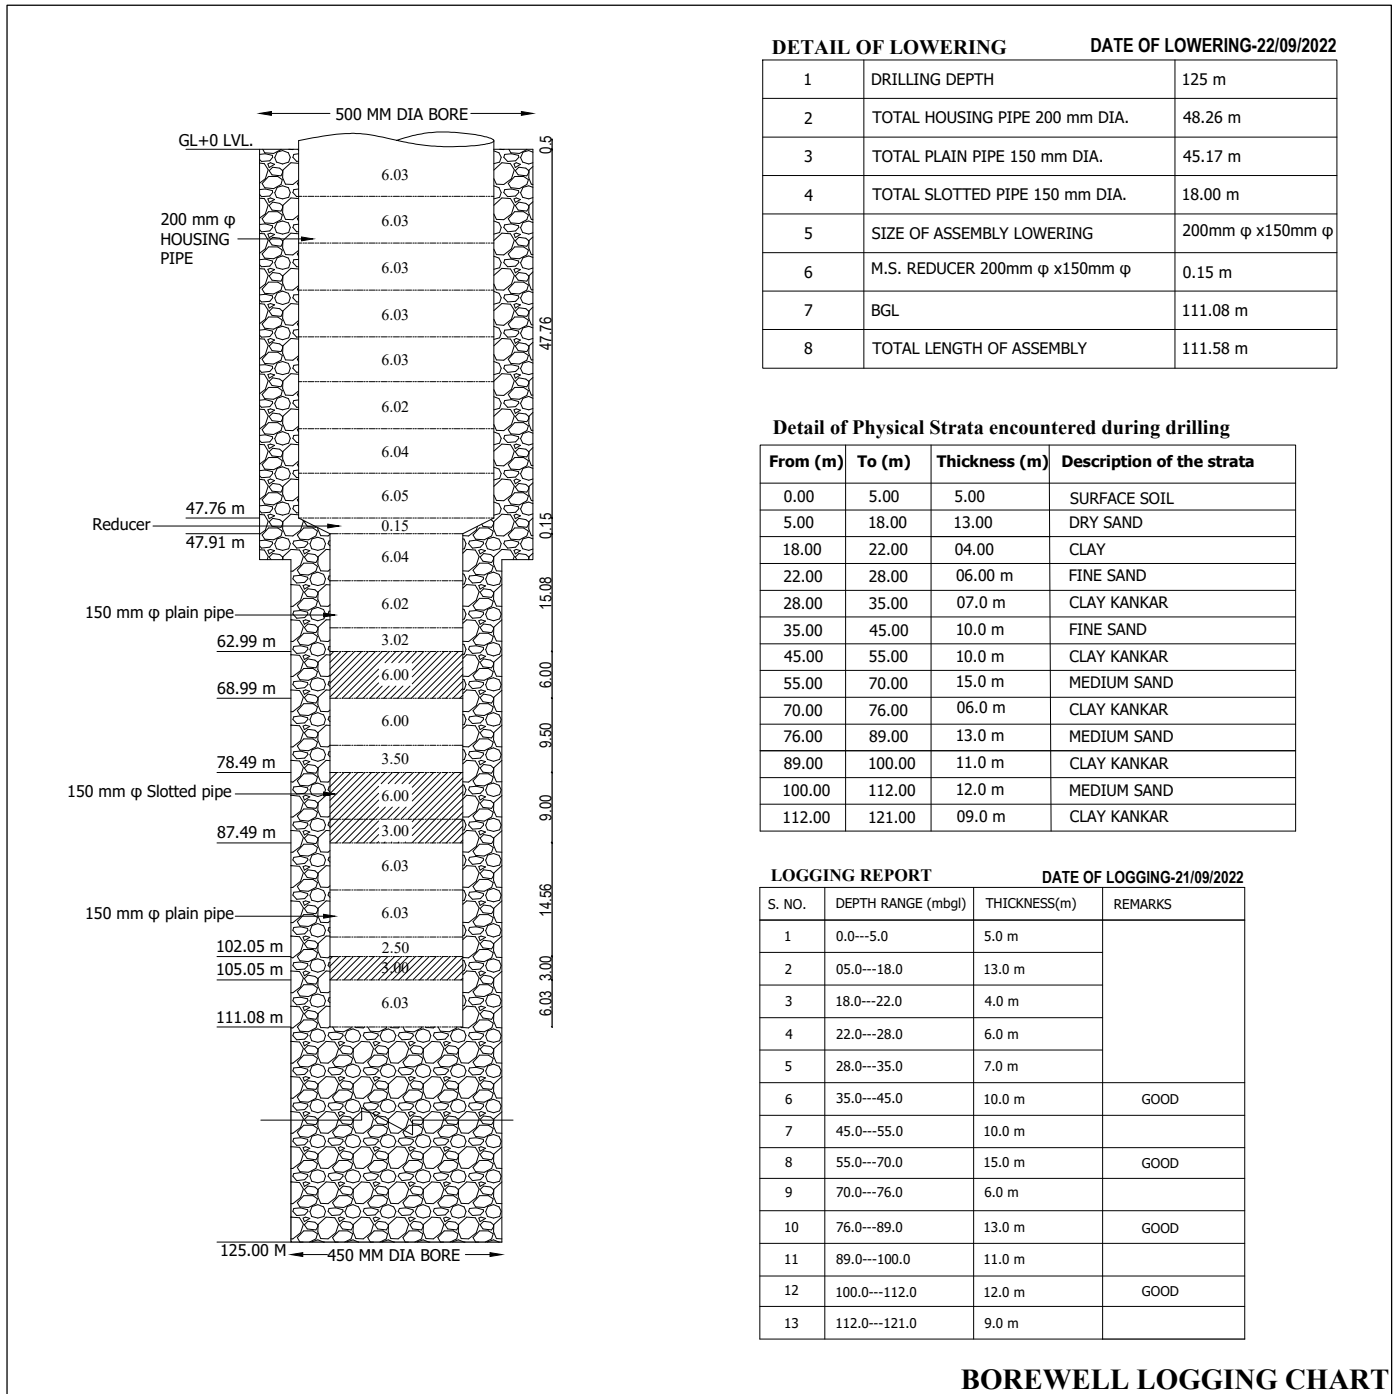 500 MM DIA BORE
GL+0 LVL.
0.5
6.03
200 mm φ
HOUSING
PIPE
6.03
6.03
6.03
47.76
6.03
6.02
6.04
6.05
47.76 m
Reducer
0.15
0.15
47.91 m
6.04
15.08
150 mm φ plain pipe
6.02
62.99 m
3.02
6.00
6.00
68.99 m
6.00
9.50
78.49 m
3.50
150 mm φ Slotted pipe
6.00
9.00
87.49 m
3.00
6.03
14.56
150 mm φ plain pipe
6.03
102.05 m
2.50
105.05 m
3.00
3.00
6.03
6.03
111.08 m
125.00 M
450 MM DIA BORE
DETAIL OF LOWERING DATE OF LOWERING-22/09/2022
1 DRILLING DEPTH 125 m
2 TOTAL HOUSING PIPE 200 mm DIA. 48.26 m
3 TOTAL PLAIN PIPE 150 mm DIA. 45.17 m
4 TOTAL SLOTTED PIPE 150 mm DIA. 18.00 m
5 SIZE OF ASSEMBLY LOWERING 200mm φ x150mm φ
6 M.S. REDUCER 200mm φ x150mm φ 0.15 m
7 BGL 111.08 m
8 TOTAL LENGTH OF ASSEMBLY 111.58 m
Detail of Physical Strata encountered during drilling
From (m) To (m) Thickness (m) Description of the strata
0.00 5.00 5.00 SURFACE SOIL
5.00 18.00 13.00 DRY SAND
18.00 22.00 04.00 CLAY
22.00 28.00 06.00 m FINE SAND
28.00 35.00 07.0 m CLAY KANKAR
35.00 45.00 10.0 m FINE SAND
45.00 55.00 10.0 m CLAY KANKAR
55.00 70.00 15.0 m MEDIUM SAND
70.00 76.00 06.0 m CLAY KANKAR
76.00 89.00 13.0 m MEDIUM SAND
89.00 100.00 11.0 m CLAY KANKAR
100.00 112.00 12.0 m MEDIUM SAND
112.00 121.00 09.0 m CLAY KANKAR
LOGGING REPORT DATE OF LOGGING-21/09/2022
S. NO. DEPTH RANGE (mbgl) THICKNESS(m) REMARKS
1 0.0---5.0 5.0 m
2 05.0---18.0 13.0 m
3 18.0---22.0 4.0 m
4 22.0---28.0 6.0 m
5 28.0---35.0 7.0 m
6 35.0---45.0 10.0 m GOOD
7 45.0---55.0 10.0 m
8 55.0---70.0 15.0 m GOOD
9 70.0---76.0 6.0 m
10 76.0---89.0 13.0 m GOOD
11 89.0---100.0 11.0 m
12 100.0---112.0 12.0 m GOOD
13 112.0---121.0 9.0 m
BOREWELL LOGGING CHART